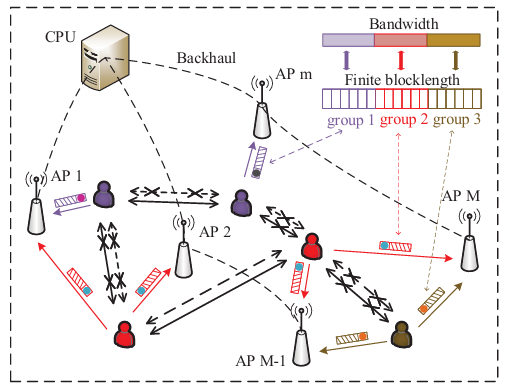 CPU
Bandwidth
Backhaul
AP m
Finite blocklength
group 1 group 2 group 3
AP 1
AP M
AP 2
AP M-1